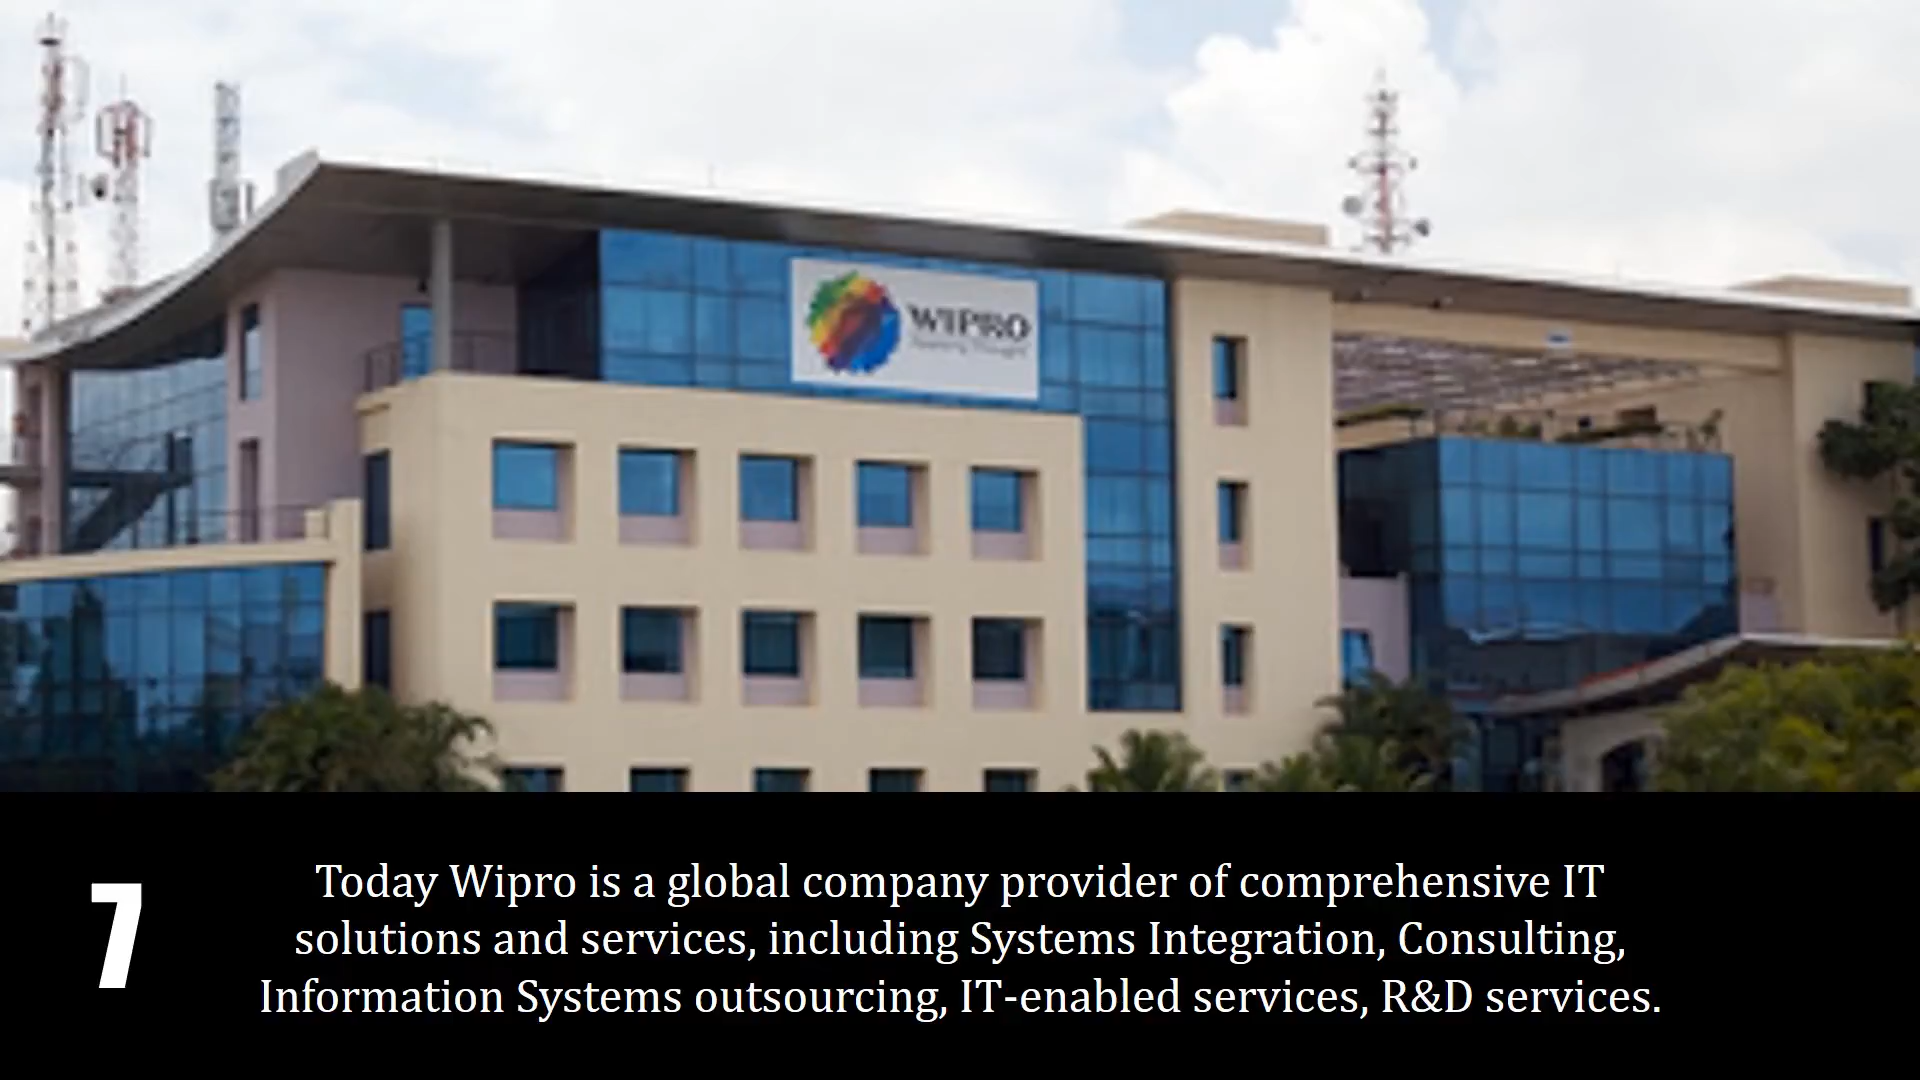 WIPRO
7
Today Wipro is a global company provider of comprehensive IT
solutions and services, including Systems Integration, Consulting,
Information Systems outsourcing, IT-enabled services, R&D services.